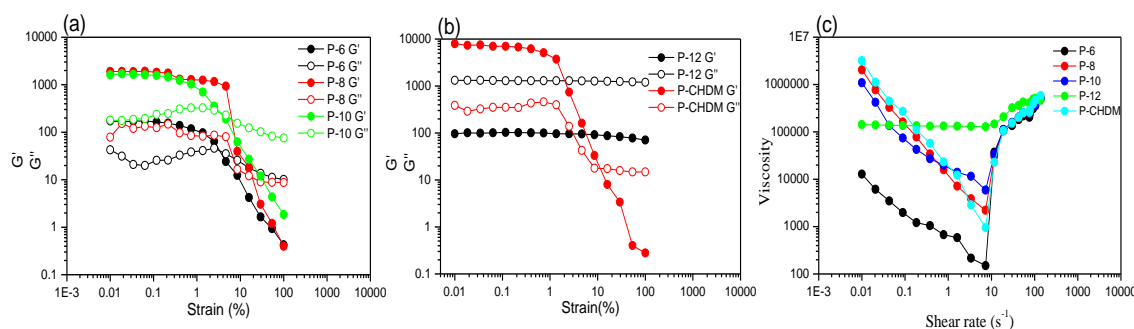 (a)
10000
1000
100
10
1
0.1
1E-3
0.01
0.1
1
10
100
1000
10000
Strain (%)
G'
G''
P-6 G'
P-6 G''
P-8 G'
P-8 G''
P-10 G'
P-10 G''
(b)
10000
1000
100
10
1
0.1
0.01
0.1
1
10
100
1000
10000
Strain(%)
G'
G''
P-12 G'
P-12 G''
P-CHDM G'
P-CHDM G''
(c)
1E7
1000000
100000
10000
1000
100
1E-3
0.01
0.1
1
10
100
1000
10000
Shear rate (s⁻¹)
Viscosity
P-6
P-8
P-10
P-12
P-CHDM